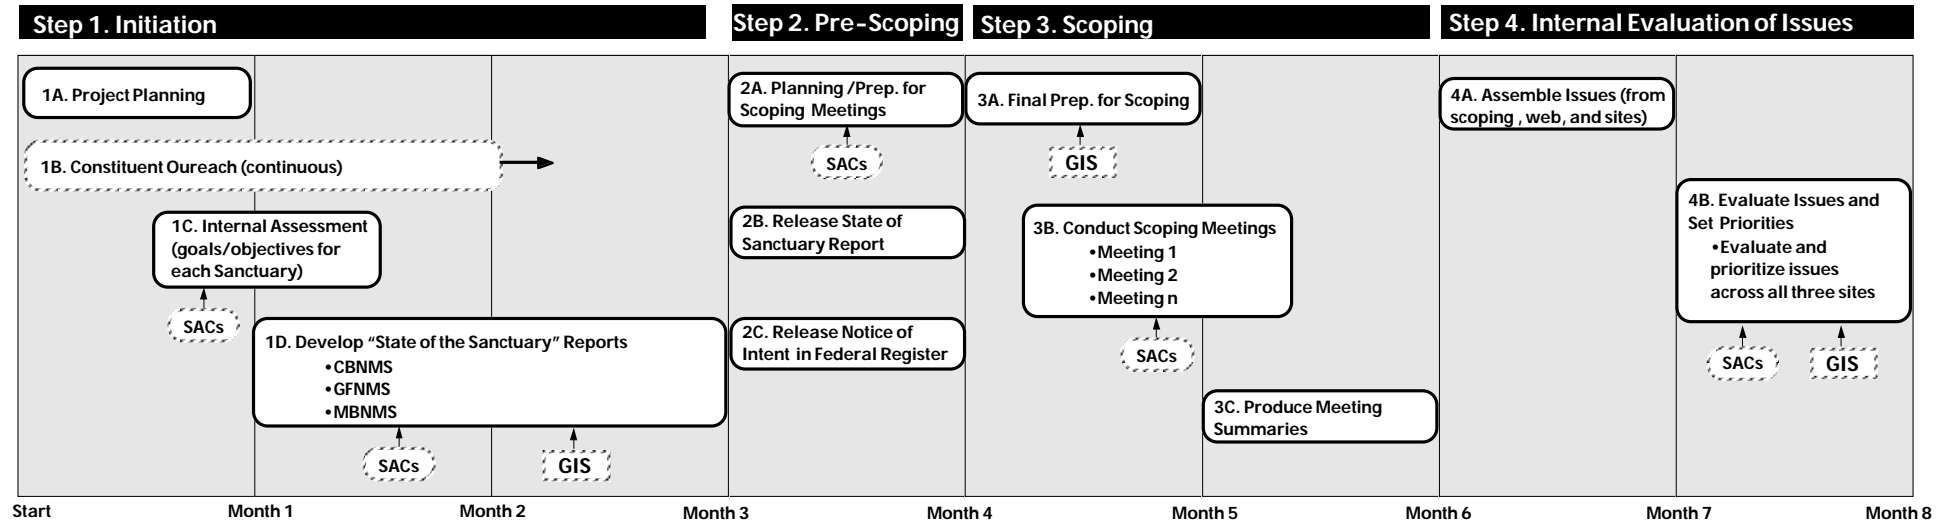 Step 1. Initiation
Step 2. Pre-Scoping
Step 3. Scoping
Step 4. Internal Evaluation of Issues
1A. Project Planning
1B. Constituent Oureach (continuous)
1C. Internal Assessment
(goals/objectives for
each Sanctuary)
SACs
1D. Develop “State of the Sanctuary” Reports
•CBNMS
•GFNMS
•MBNMS
SACs
GIS
2A. Planning /Prep. for
Scoping Meetings
SACs
2B. Release State of
Sanctuary Report
2C. Release Notice of
Intent in Federal Register
3A. Final Prep. for Scoping
GIS
3B. Conduct Scoping Meetings
•Meeting 1
•Meeting 2
•Meeting n
SACs
3C. Produce Meeting
Summaries
4A. Assemble Issues (from
scoping , web, and sites)
4B. Evaluate Issues and
Set Priorities
•Evaluate and
prioritize issues
across all three sites
SACs
GIS
Start
Month 1
Month 2
Month 3
Month 4
Month 5
Month 6
Month 7
Month 8